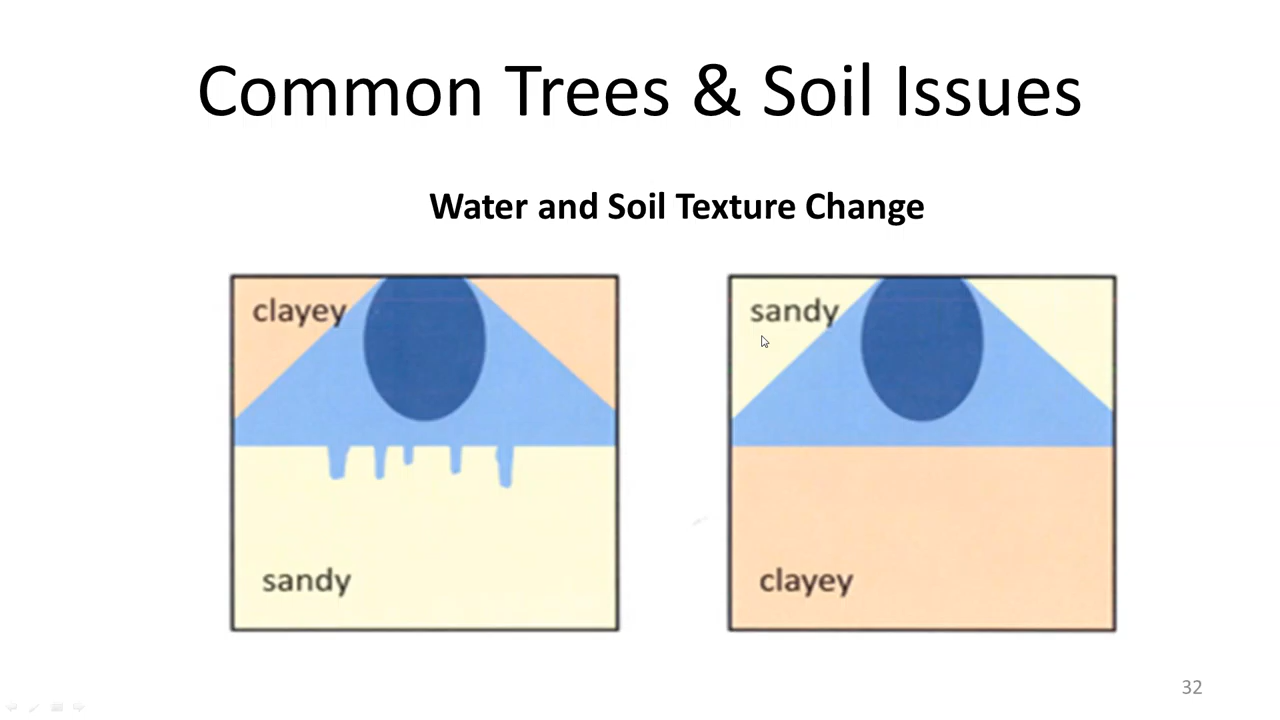 Common Trees & Soil Issues
Water and Soil Texture Change
clayey
sandy
sandy
clayey
32